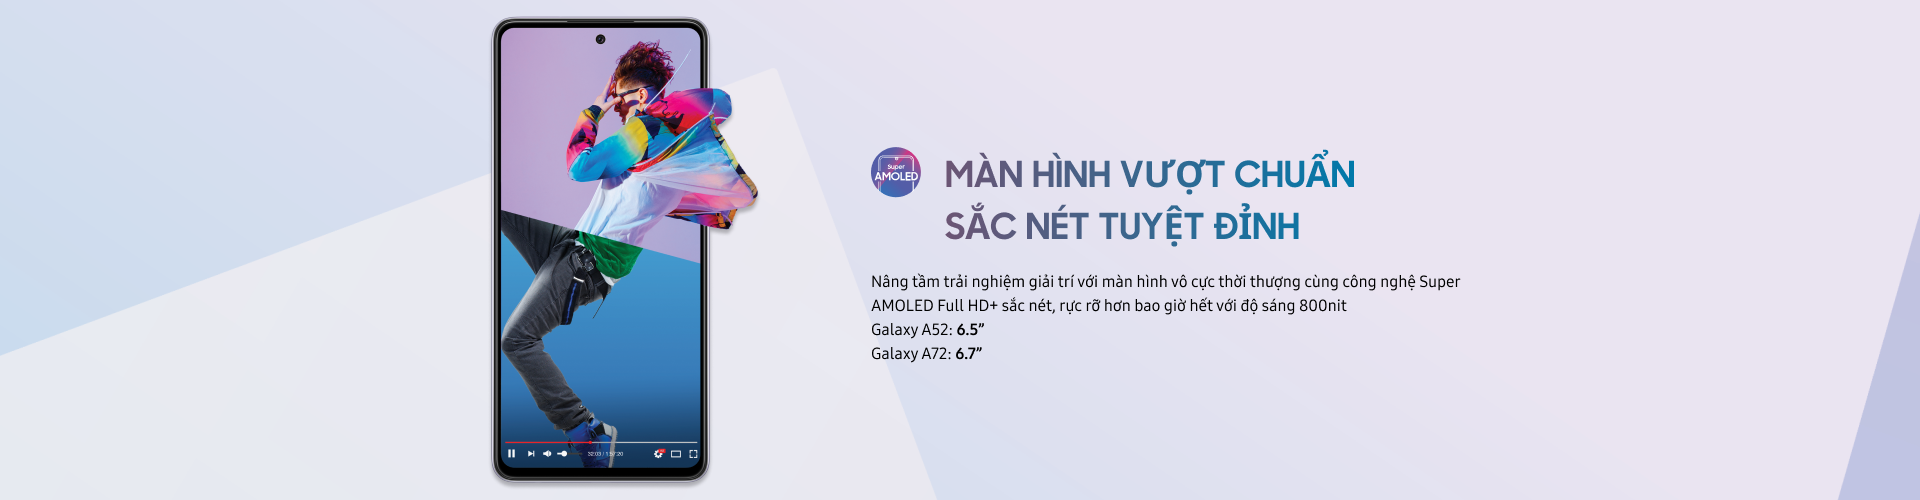 Super
AMOLED
MÀN HÌNH VƯỢT CHUẨN
SẮC NÉT TUYỆT ĐỈNH
Nâng tầm trải nghiệm giải trí với màn hình vô cực thời thượng cùng công nghệ Super
AMOLED Full HD+ sắc nét, rực rỡ hơn bao giờ hết với độ sáng 800nit
Galaxy A52: 6.5”
Galaxy A72: 6.7”